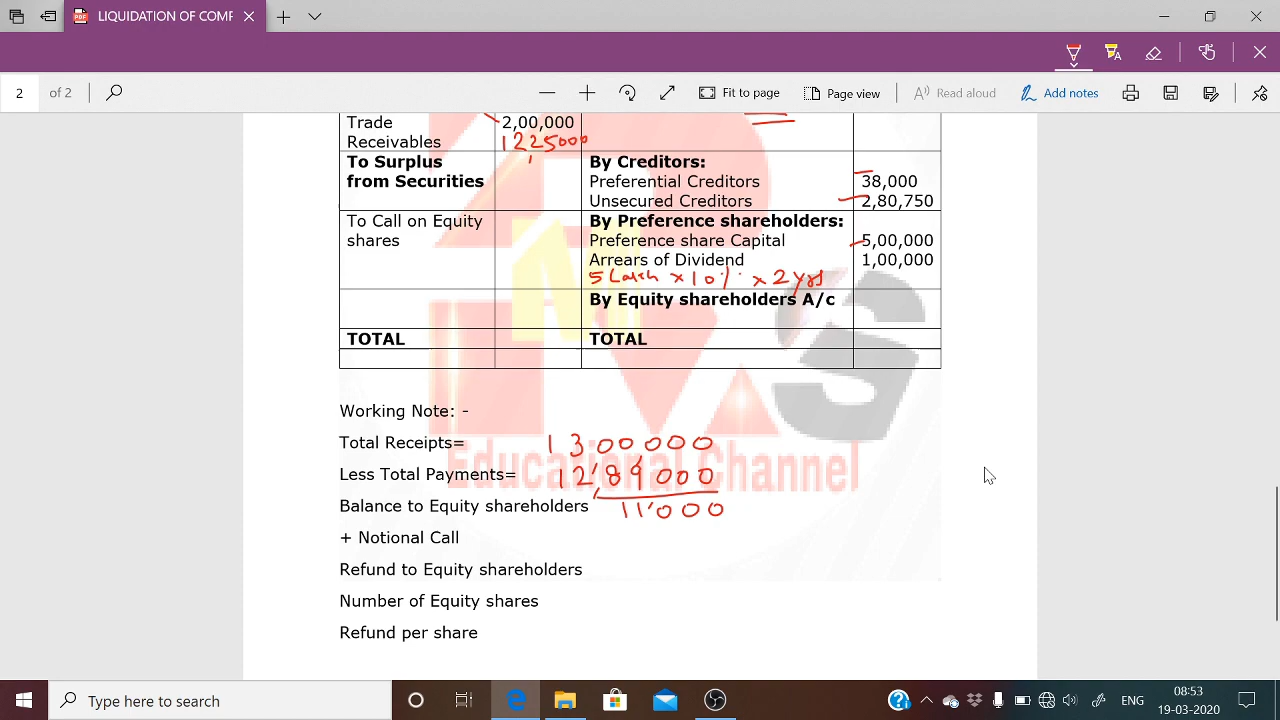 LIQUIDATION OF COMP
2 of 2 Fit to page Page view Read aloud Add notes
Trade Receivables 2,00,000
1225000
To Surplus from Securities By Creditors:
Preferential Creditors 38,000
Unsecured Creditors 2,80,750
To Call on Equity shares By Preference shareholders:
Preference share Capital 5,00,000
Arrears of Dividend 1,00,000
5 Lakh x 10% x 2 yrs
By Equity shareholders A/c
TOTAL TOTAL
Educational Channel
Working Note: -
Total Receipts= 1300000
Less Total Payments= 1289000
Balance to Equity shareholders 11000
+ Notional Call
Refund to Equity shareholders
Number of Equity shares
Refund per share
Type here to search
ENG 08:53 19-03-2020